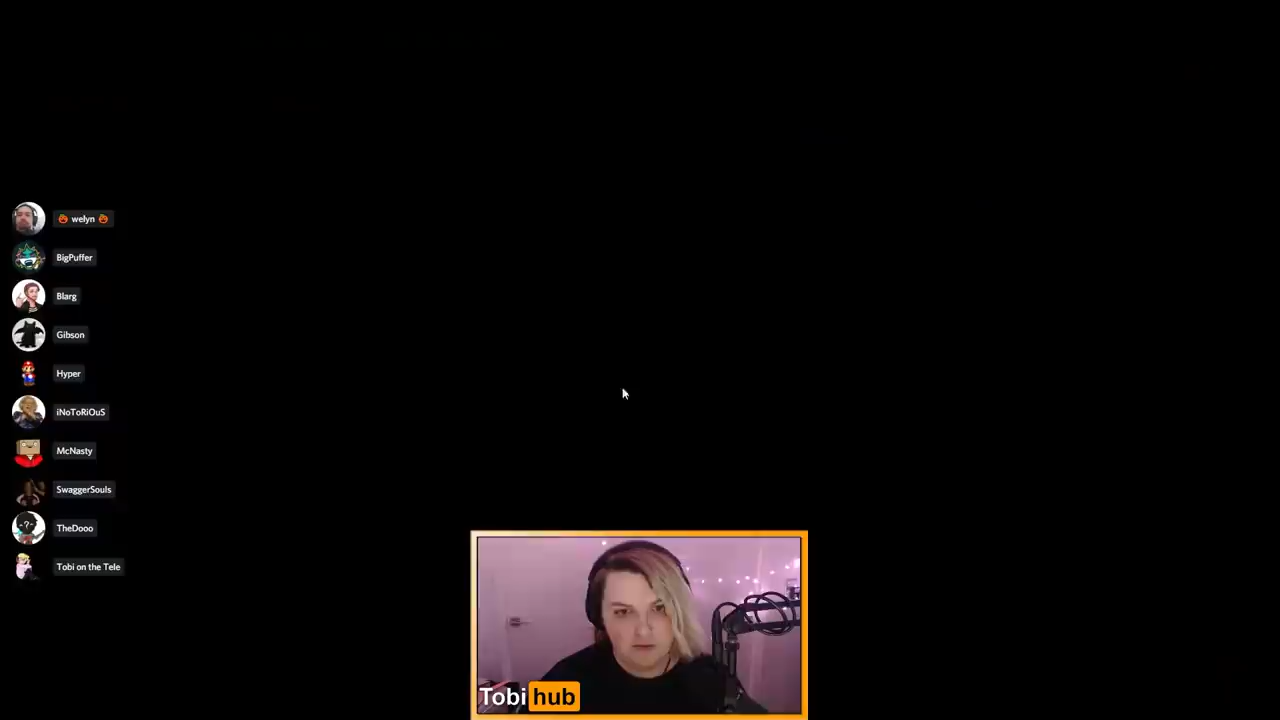 welyn
BigPuffer
Blarg
Gibson
Hyper
iNoToRiOuS
McNasty
SwaggerSouls
TheDooo
Tobi on the Tele
Tobi hub